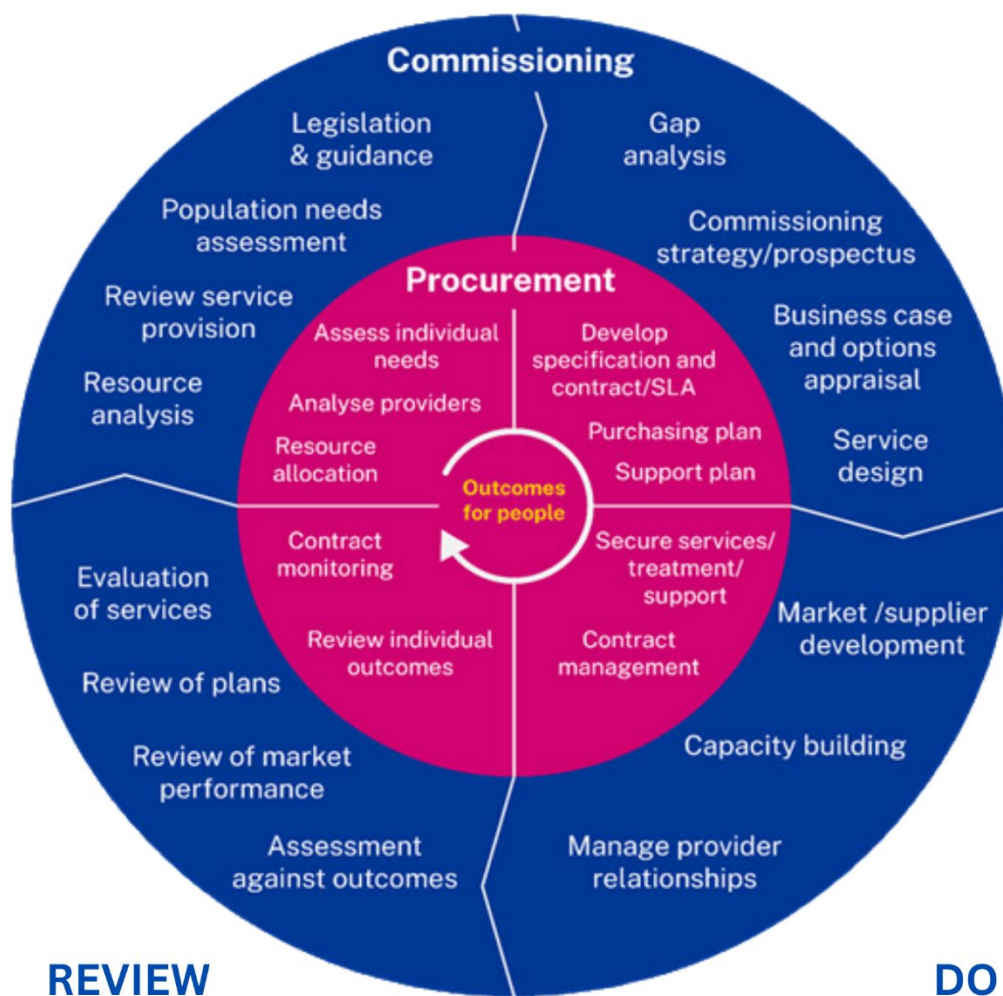 Commissioning
Legislation
& guidance
Population needs
assessment
Review service
provision
Resource
analysis
Gap
analysis
Commissioning
strategy/prospectus
Business case
and options
appraisal
Service
design
Procurement
Assess individual
needs
Analyse providers
Resource
allocation
Develop
specification and
contract/SLA
Purchasing plan
Support plan
Outcomes
for people
Contract
monitoring
Review individual
outcomes
Secure services/
treatment/
support
Contract
management
Evaluation
of services
Review of plans
Review of market
performance
Assessment
against outcomes
Market /supplier
development
Capacity building
Manage provider
relationships
REVIEW
DO